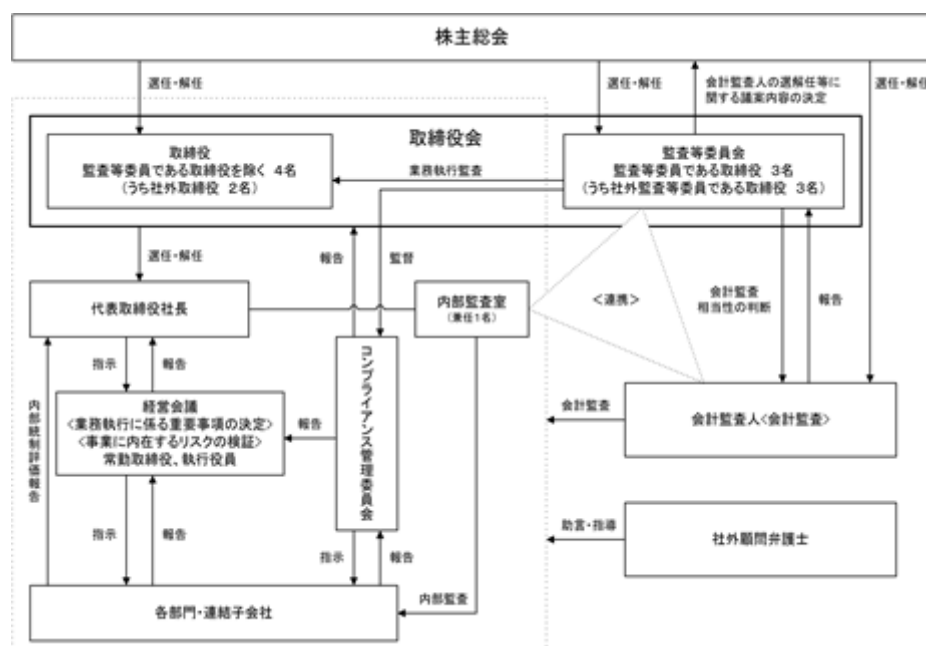 株主総会
選任・解任
選任・解任
会計監査人の選解任等に
関する議案内容の決定
選任・解任
取締役会
取締役
監査等委員である取締役を除く 4名
(うち社外取締役 2名)
業務執行監査
監査等委員会
監査等委員である取締役 3名
(うち社外監査等委員である取締役 3名)
選任・解任
報告
監督
代表取締役社長
内部監査室
(兼任1名)
<連携>
会計監査
相当性の判断
報告
指示
報告
内部統制評価報告
経営会議
<業務執行に係る重要事項の決定>
<事業に内在するリスクの検証>
常勤取締役、執行役員
報告
コンプライアンス管理委員会
会計監査
会計監査人<会計監査>
指示
報告
指示
報告
助言・指導
社外顧問弁護士
各部門・連結子会社
内部監査